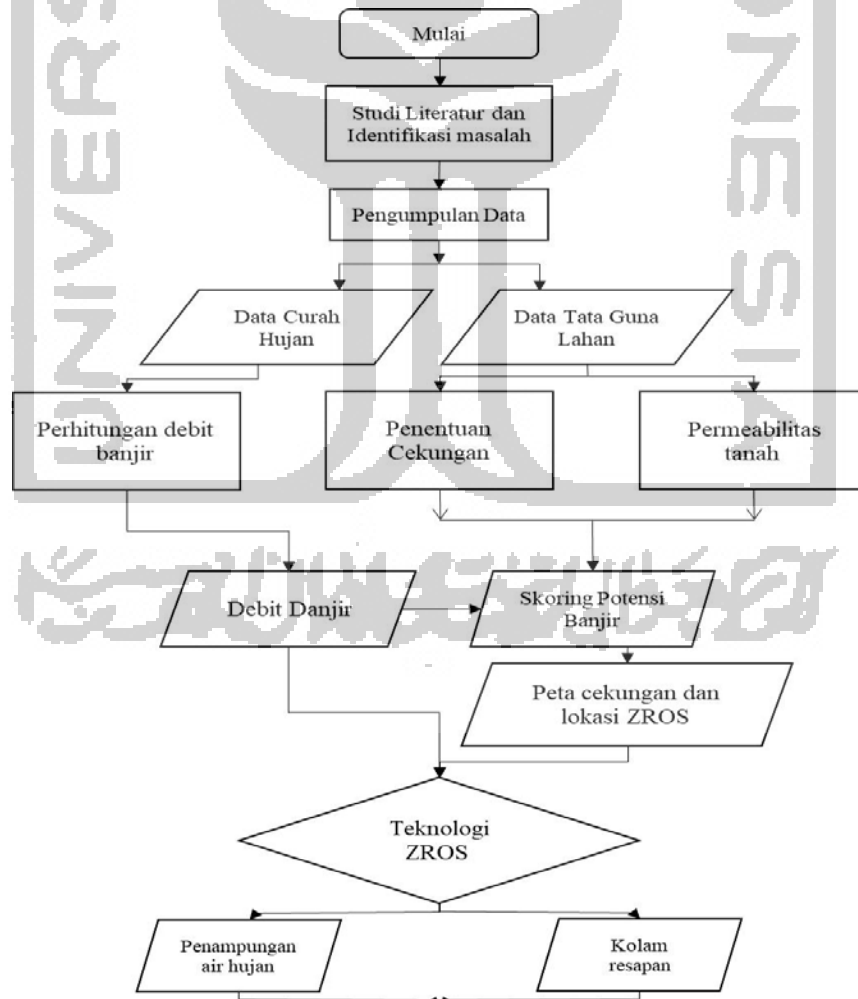 Mulai
Studi Literatur dan
Identifikasi masalah
Pengumpulan Data
Data Curah
Hujan
Data Tata Guna
Lahan
Perhitungan debit
banjir
Penentuan
Cekungan
Permeabilitas
tanah
Debit Danjir
Skoring Potensi
Banjir
Peta cekungan dan
lokasi ZROS
Teknologi
ZROS
Penampungan
air hujan
Kolam
resapan
UNIVERS
NESIA